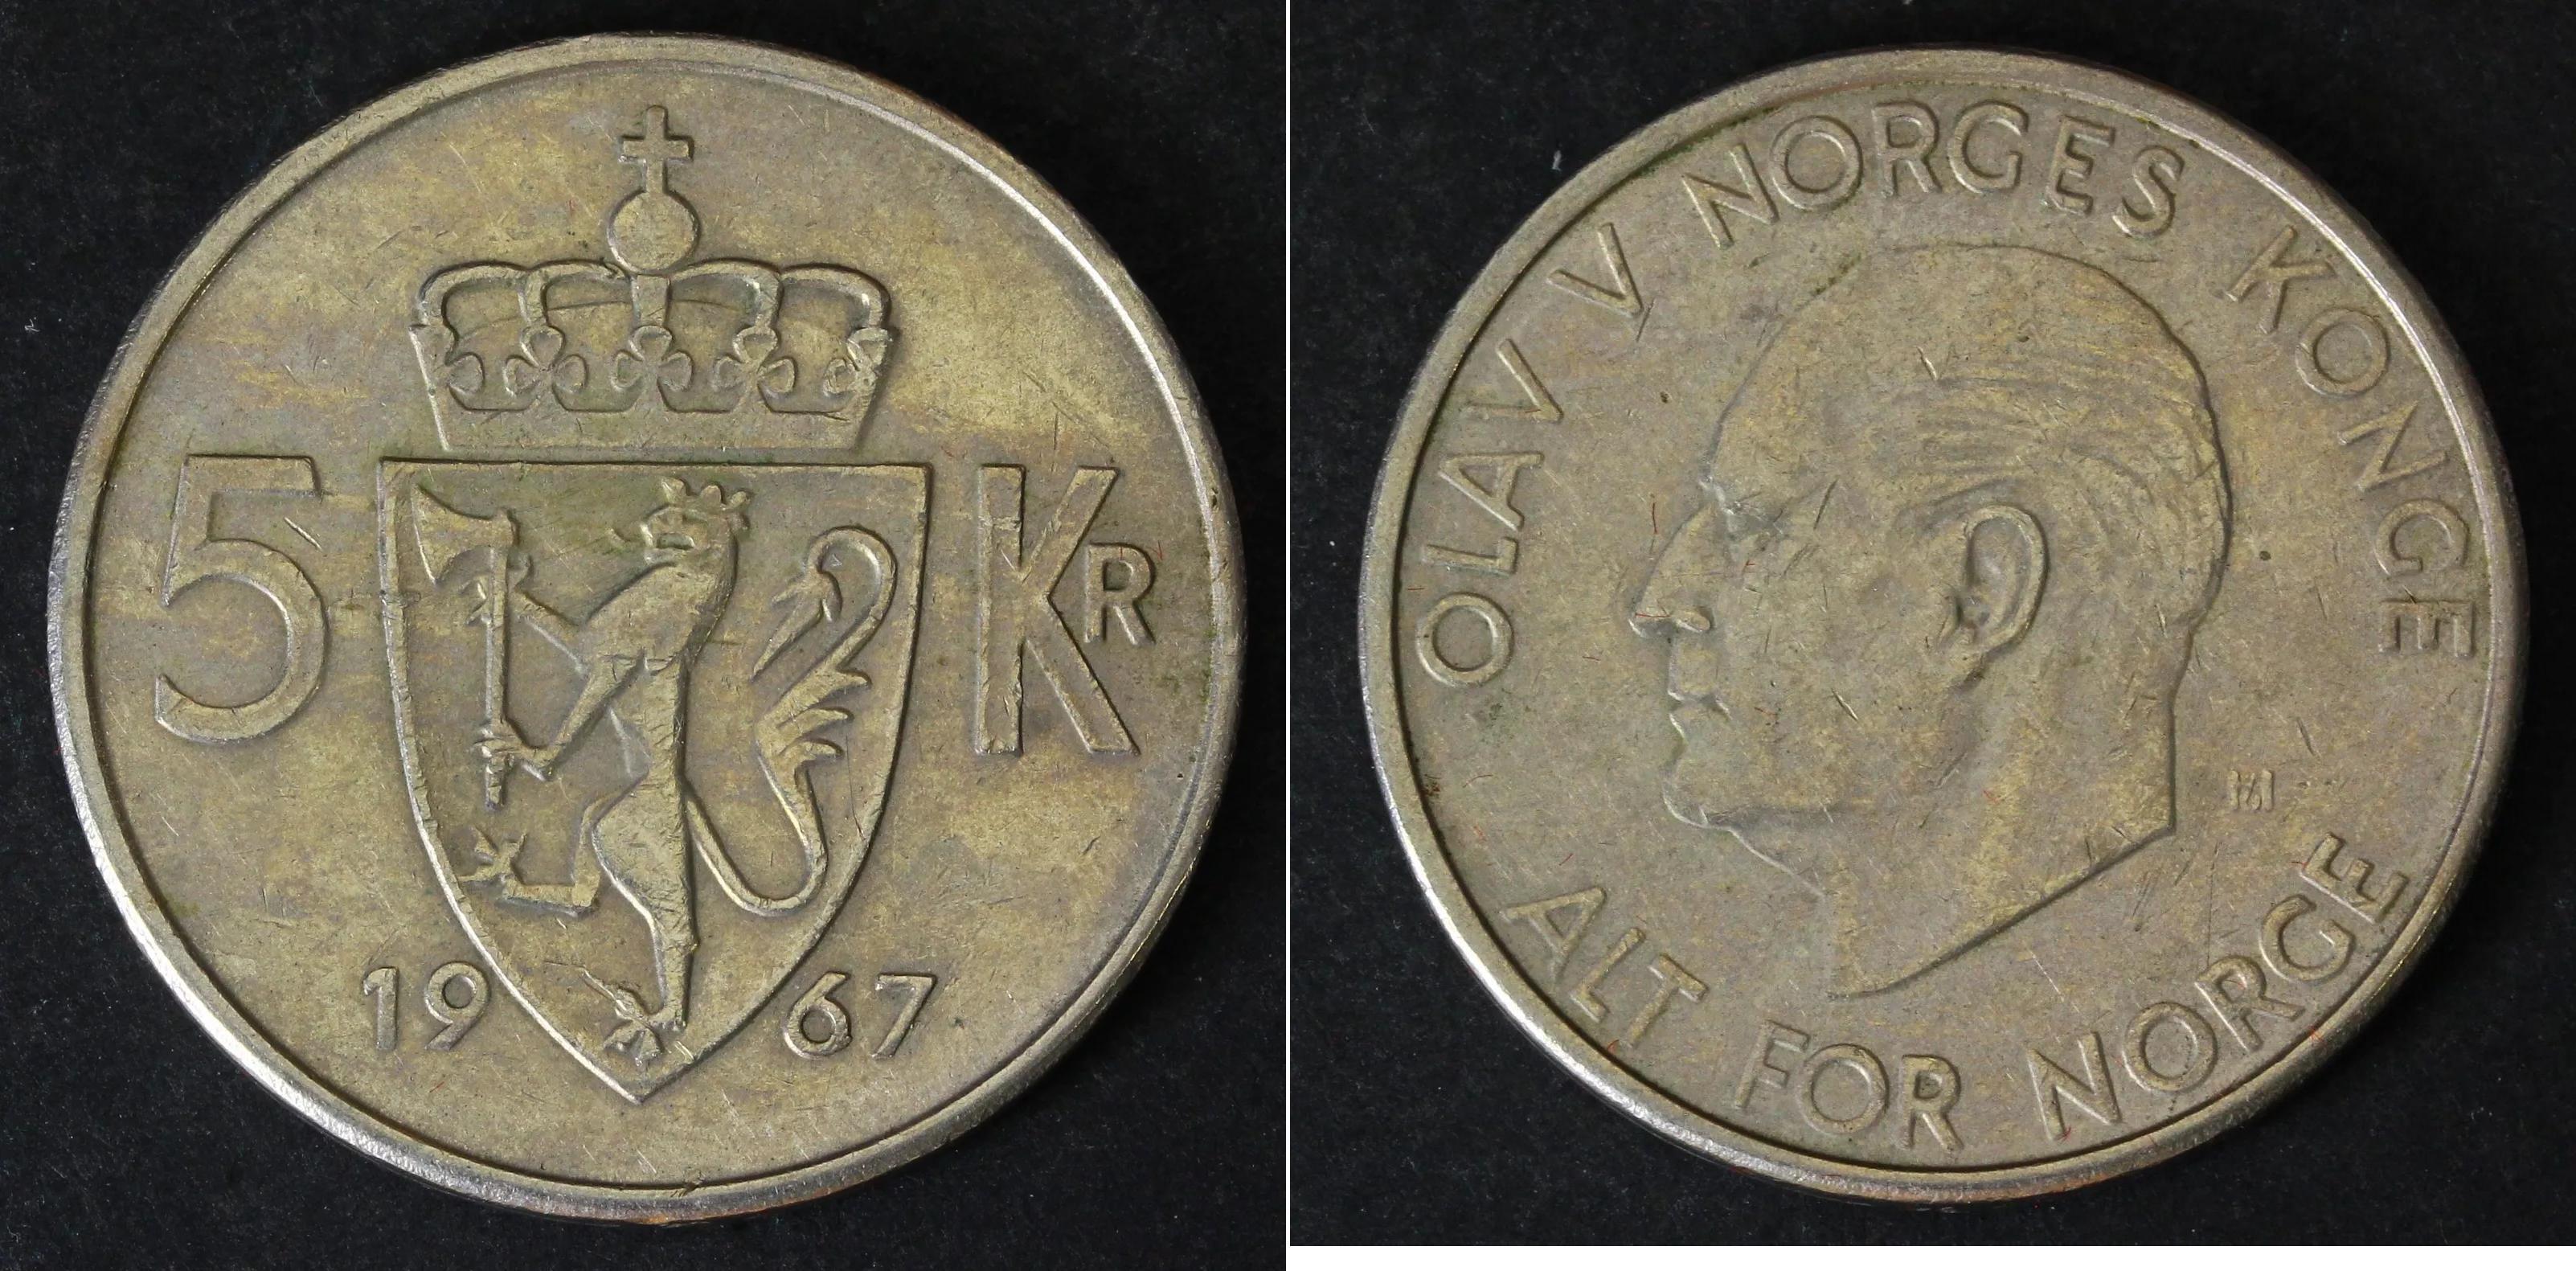 5 KR
1967
OLAV V NORGES KONGE
ALT FOR NORGE